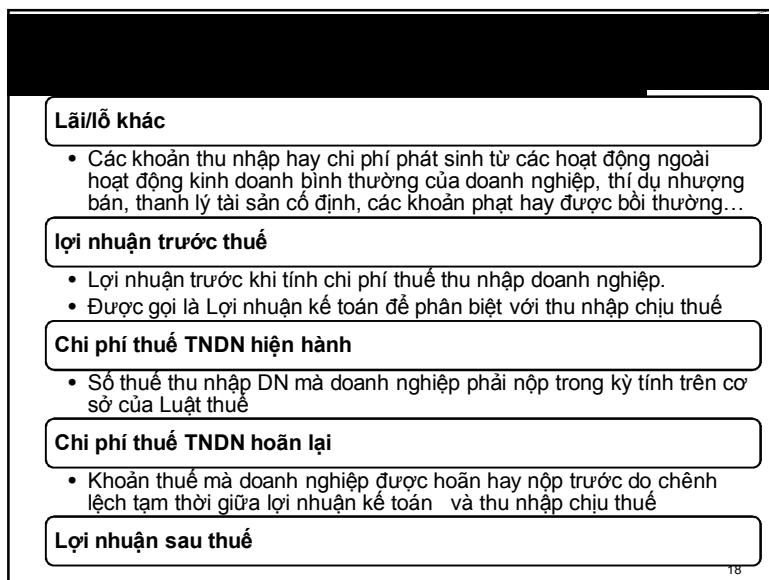 Lãi/lỗ khác
• Các khoản thu nhập hay chi phí phát sinh từ các hoạt động ngoài
hoạt động kinh doanh bình thường của doanh nghiệp, thí dụ nhượng
bán, thanh lý tài sản cố định, các khoản phạt hay được bồi thường…
lợi nhuận trước thuế
• Lợi nhuận trước khi tính chi phí thuế thu nhập doanh nghiệp.
• Được gọi là Lợi nhuận kế toán để phân biệt với thu nhập chịu thuế
Chi phí thuế TNDN hiện hành
• Số thuế thu nhập DN mà doanh nghiệp phải nộp trong kỳ tính trên cơ
sở của Luật thuế
Chi phí thuế TNDN hoãn lại
• Khoản thuế mà doanh nghiệp được hoãn hay nộp trước do chênh
lệch tạm thời giữa lợi nhuận kế toán và thu nhập chịu thuế
Lợi nhuận sau thuế
18